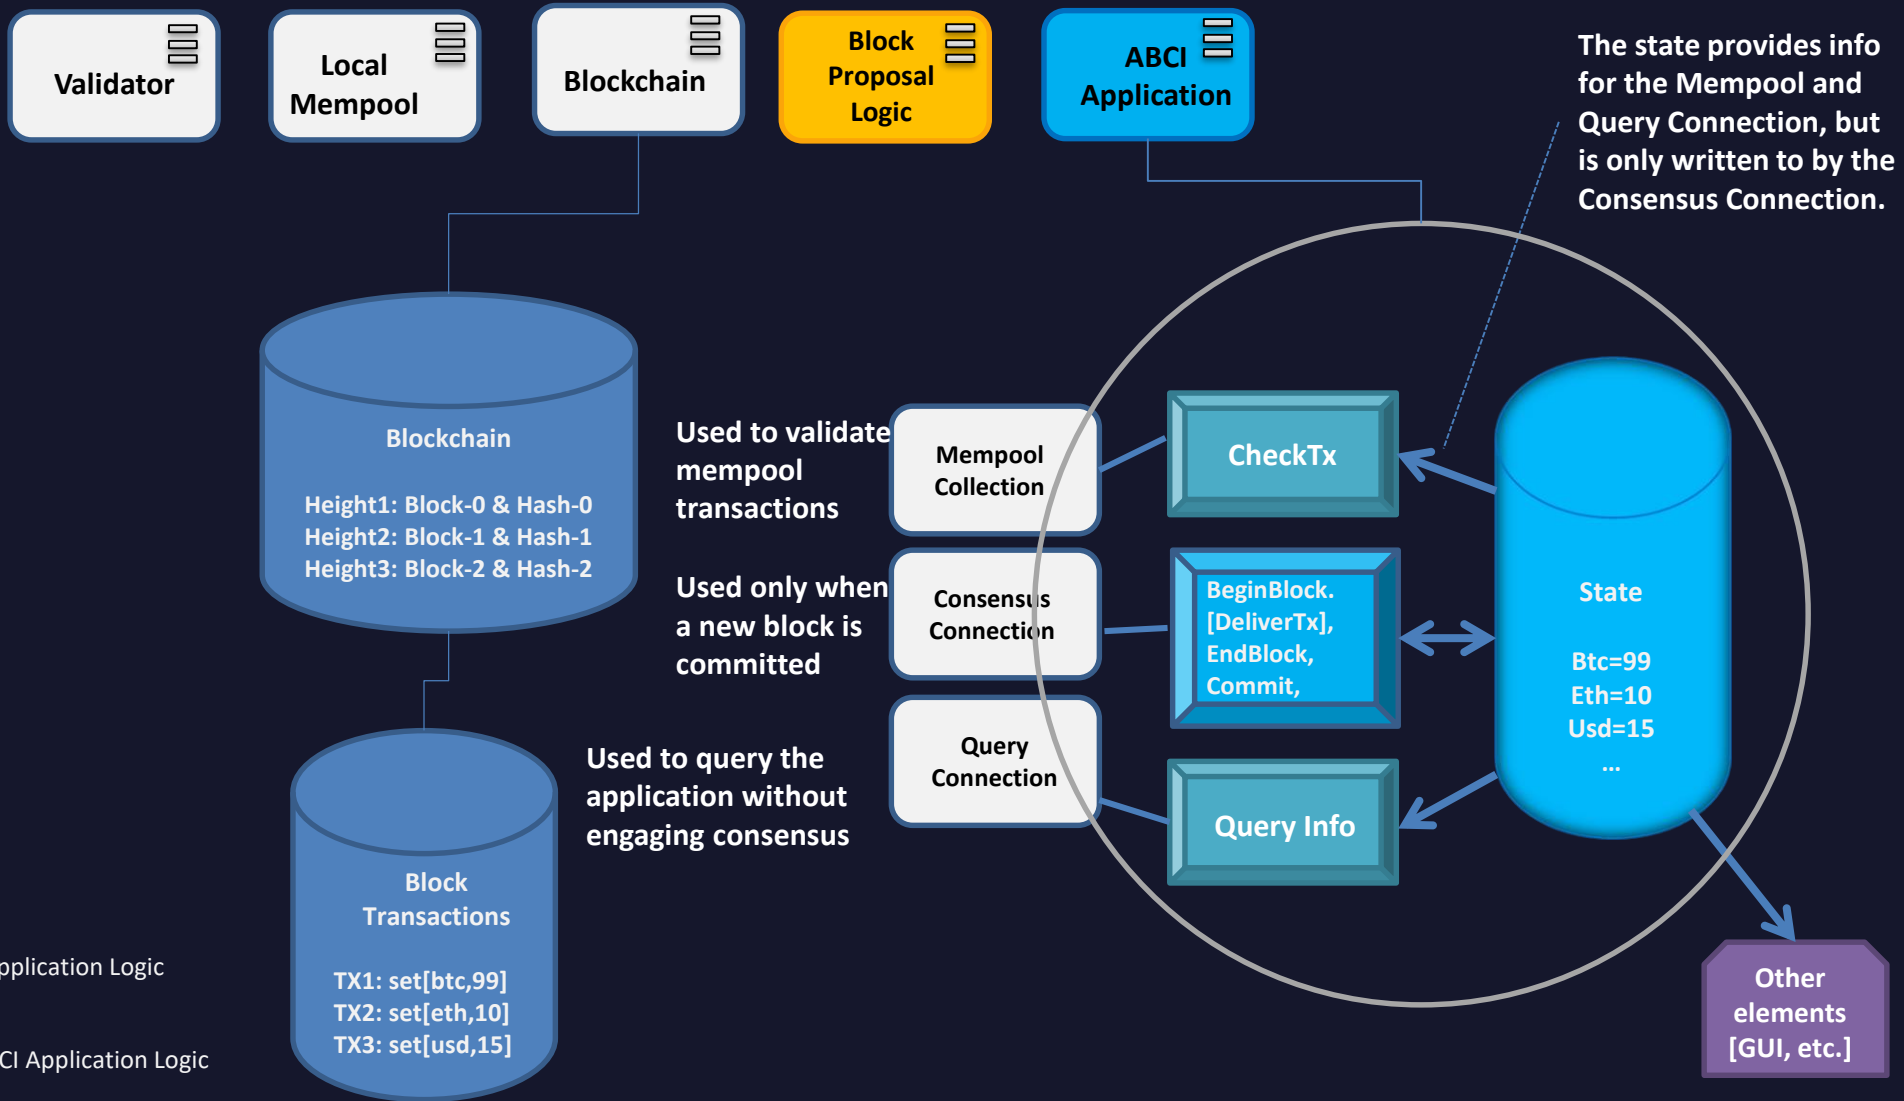 Validator
Local
Mempool
Blockchain
Block
Proposal
Logic
ABCI
Application
The state provides info
for the Mempool and
Query Connection, but
is only written to by the
Consensus Connection.
Blockchain
Height1: Block-0 & Hash-0
Height2: Block-1 & Hash-1
Height3: Block-2 & Hash-2
Used to validate
mempool
transactions
Mempool
Collection
CheckTx
Used only when
a new block is
committed
Consensus
Connection
BeginBlock.
[DeliverTx],
EndBlock,
Commit,
State
Btc=99
Eth=10
Usd=15
...
Used to query the
application without
engaging consensus
Query
Connection
Query Info
Block
Transactions
TX1: set[btc,99]
TX2: set[eth,10]
TX3: set[usd,15]
Other
elements
[GUI, etc.]
Application Logic
CI Application Logic